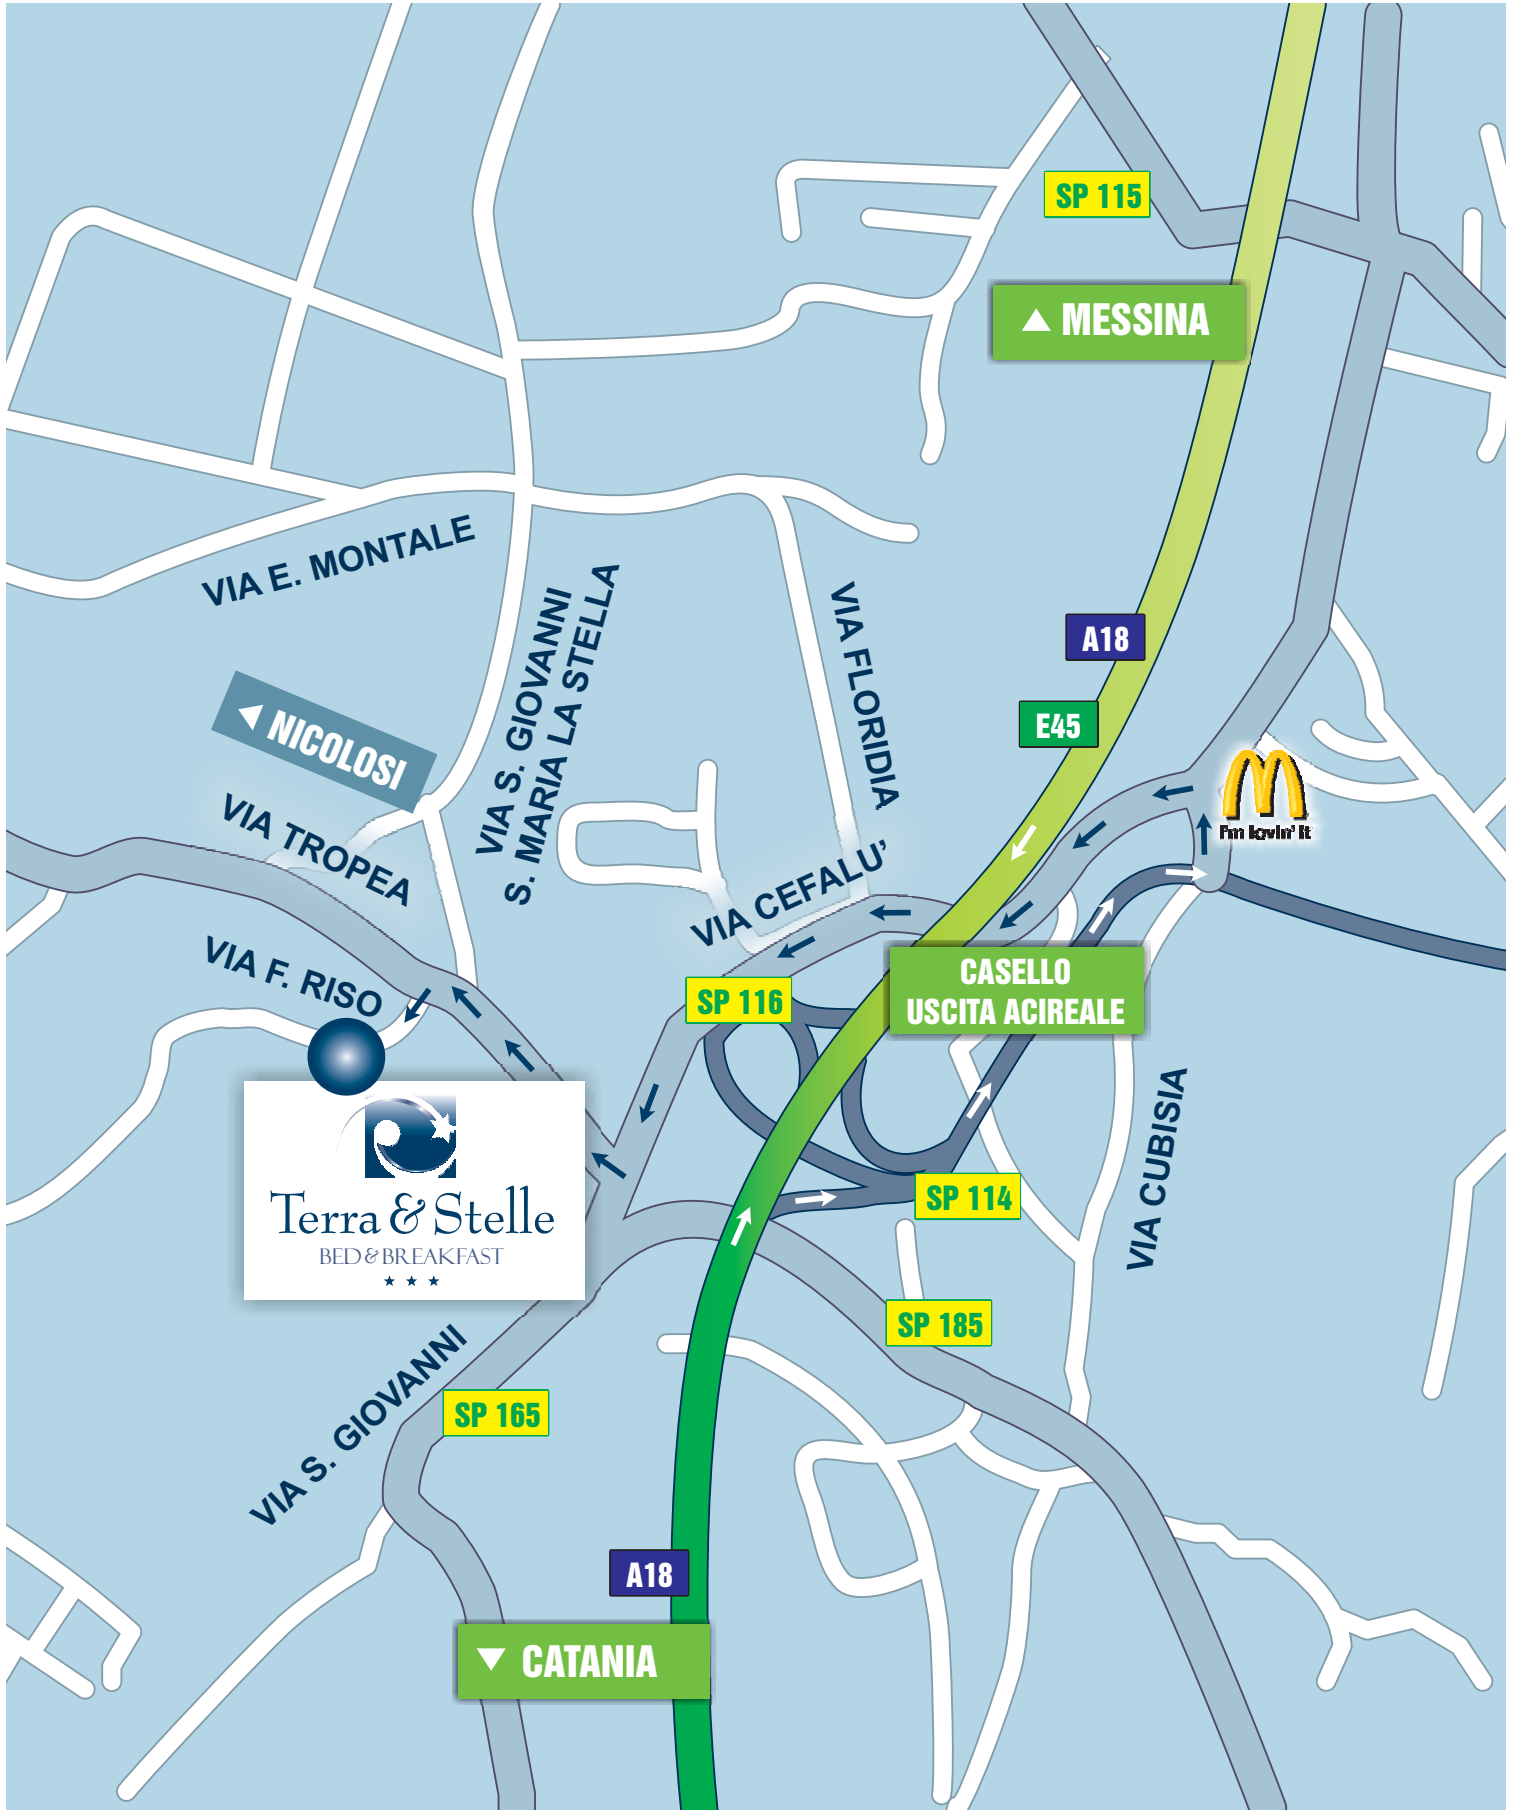 SP 115
MESSINA
VIA E. MONTALE
VIA S. GIOVANNI
S. MARIA LA STELLA
VIA FLORIDIA
A18
E45
NICOLOSI
VIA TROPEA
I'm lovin' it
VIA CEFALU'
VIA F. RISO
SP 116
CASELLO
USCITA ACIREALE
VIA CUBISIA
Terra & Stelle
BED & BREAKFAST
SP 114
SP 185
VIA S. GIOVANNI
SP 165
A18
CATANIA